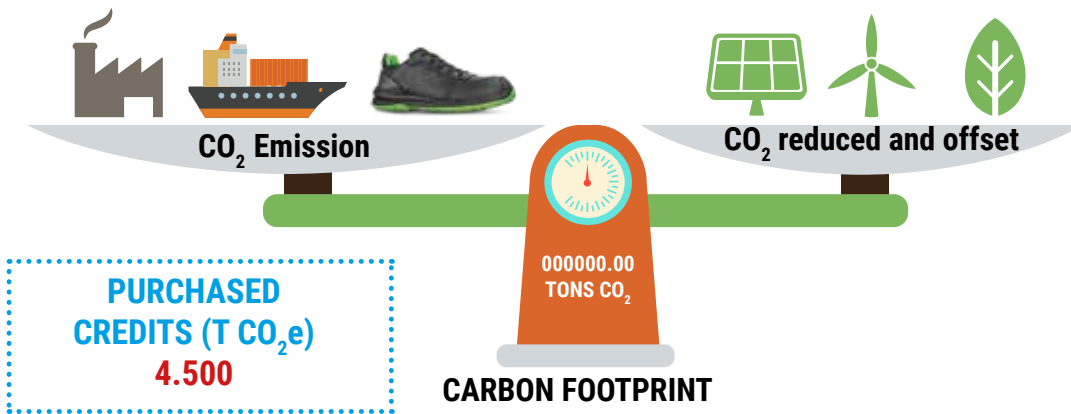 CO₂ Emission
CO₂ reduced and offset
000000.00
TONS CO₂
PURCHASED
CREDITS (T CO₂e)
4.500
CARBON FOOTPRINT